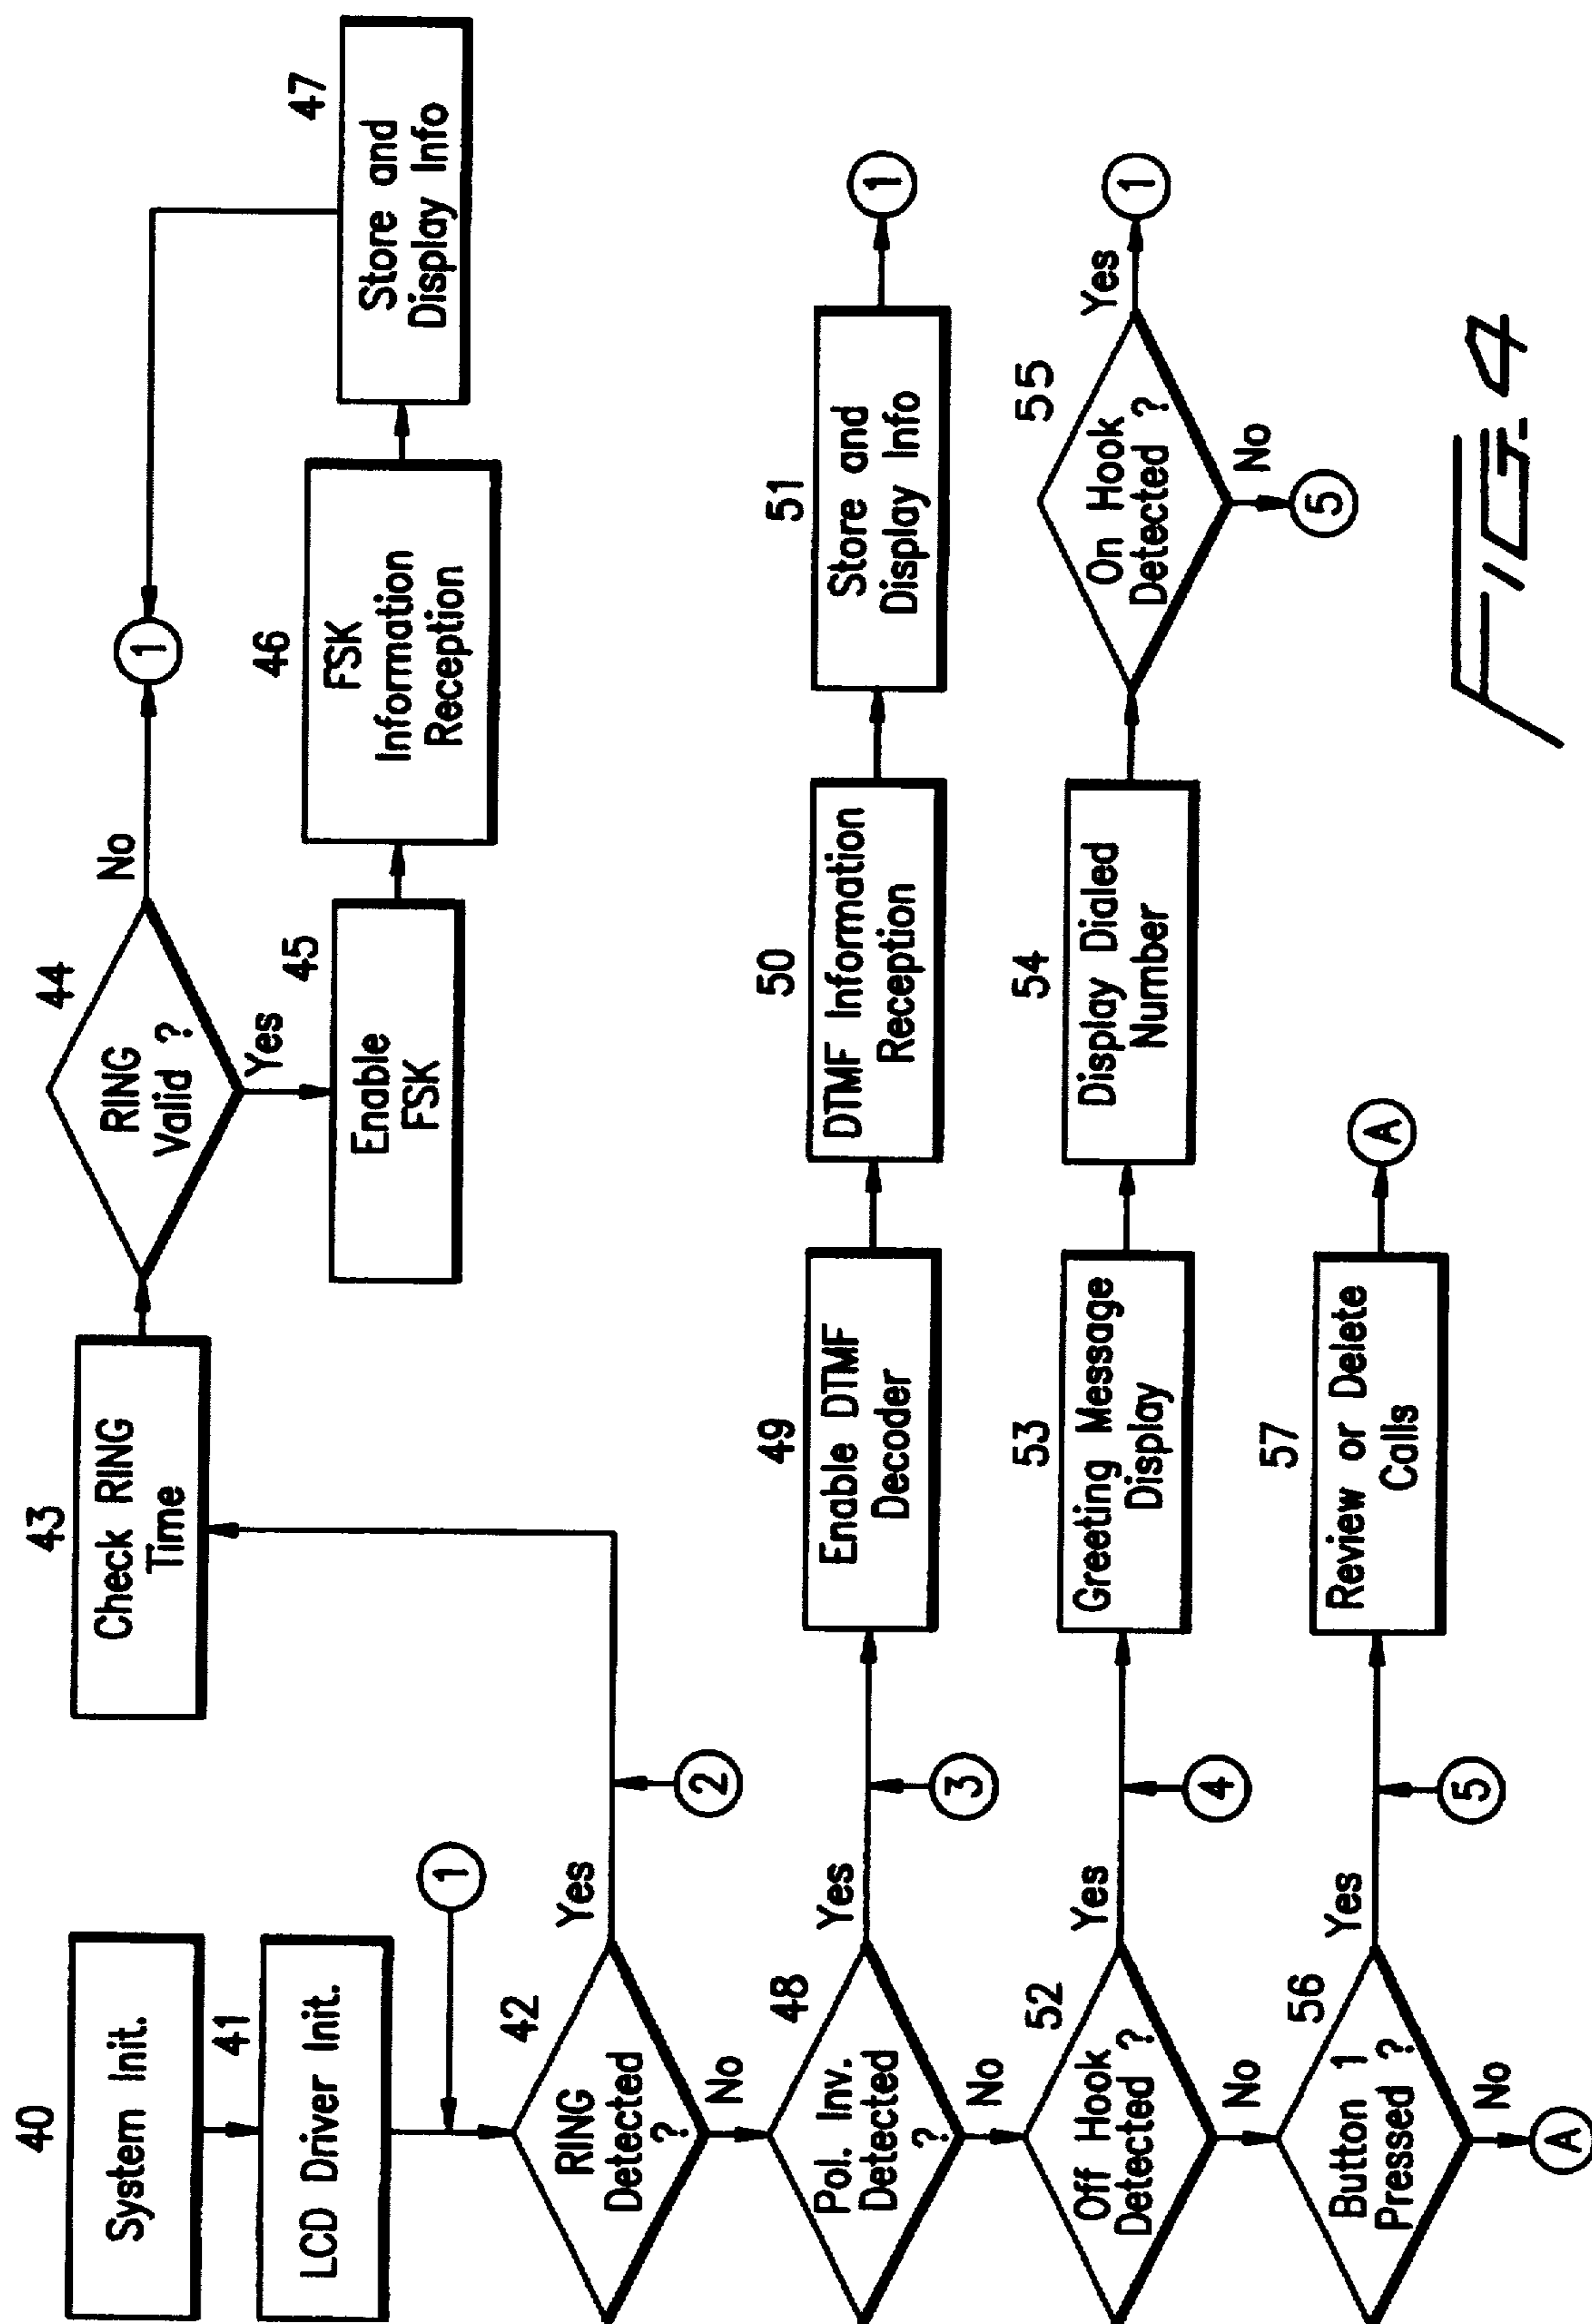 40
System Init.
41
LCD Driver Init.
1
42
RING
Detected
?
Yes
No
2
43
Check RING
Time
44
RING
Valid ?
No
Yes
1
45
Enable
FSK
46
FSK
Information
Reception
47
Store and
Display Info
48
Pol. Inv.
Detected
?
Yes
No
3
49
Enable DTMF
Decoder
50
DTMF Information
Reception
51
Store and
Display Info
1
52
Off Hook
Detected ?
Yes
No
4
53
Greeting Message
Display
54
Display Dialed
Number
55
On Hook
Detected ?
Yes
1
No
5
56
Button 1
Pressed ?
Yes
No
A
5
57
Review or Delete
Calls
A
FIG. 4